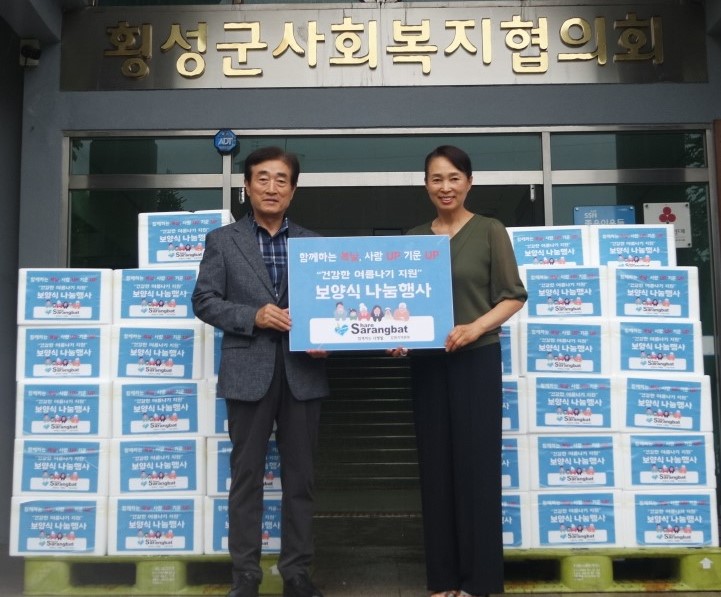 횡성군사회복지협의회
ADT
함께하는 복날, 사랑 UP 기운 UP
"건강한 여름나기 지원"
보양식 나눔행사
Share
Sarangbat